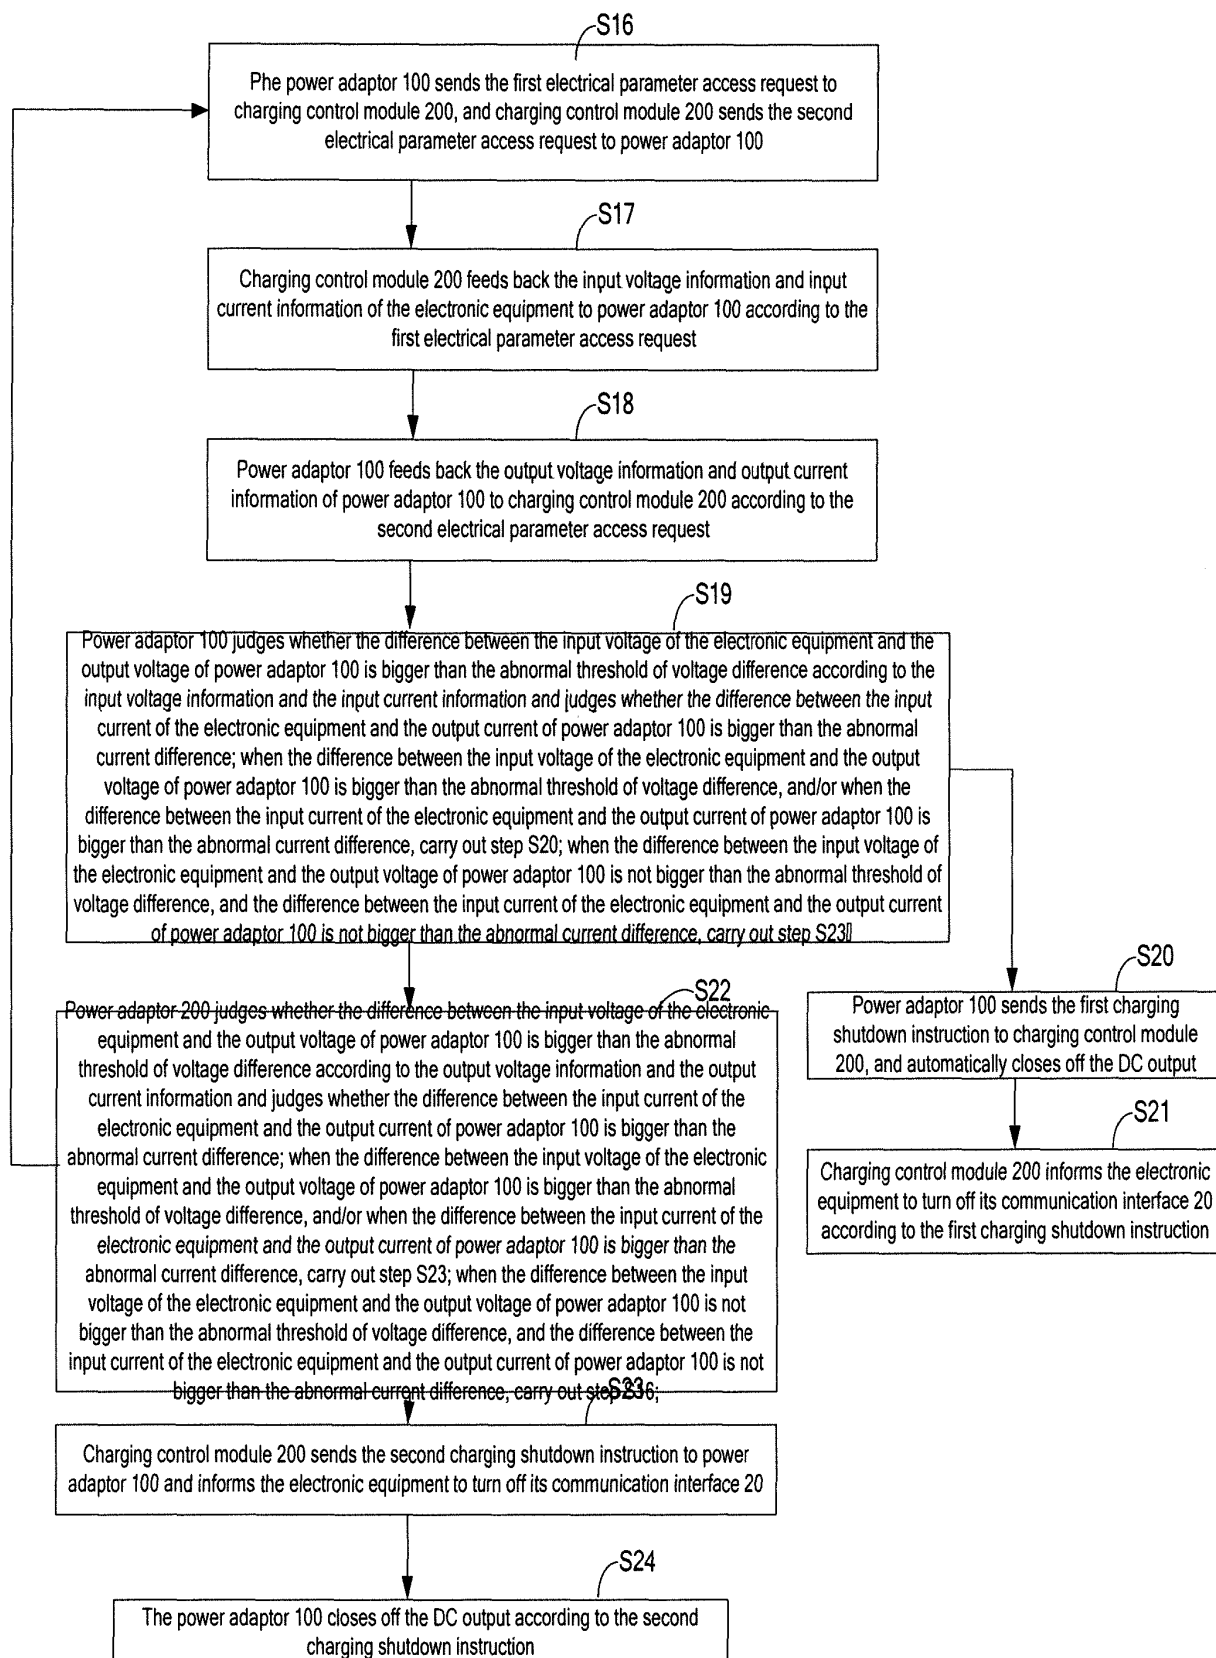 S16
Phe power adaptor 100 sends the first electrical parameter access request to
charging control module 200, and charging control module 200 sends the second
electrical parameter access request to power adaptor 100
S17
Charging control module 200 feeds back the input voltage information and input
current information of the electronic equipment to power adaptor 100 according to the
first electrical parameter access request
S18
Power adaptor 100 feeds back the output voltage information and output current
information of power adaptor 100 to charging control module 200 according to the
second electrical parameter access request
S19
Power adaptor 100 judges whether the difference between the input voltage of the electronic equipment and the
output voltage of power adaptor 100 is bigger than the abnormal threshold of voltage difference according to the
input voltage information and the input current information and judges whether the difference between the input
current of the electronic equipment and the output current of power adaptor 100 is bigger than the abnormal
current difference; when the difference between the input voltage of the electronic equipment and the output
voltage of power adaptor 100 is bigger than the abnormal threshold of voltage difference, and/or when the
difference between the input current of the electronic equipment and the output current of power adaptor 100 is
bigger than the abnormal current difference, carry out step S20; when the difference between the input voltage of
the electronic equipment and the output voltage of power adaptor 100 is not bigger than the abnormal threshold of
voltage difference, and the difference between the input current of the electronic equipment and the output current
of power adaptor 100 is not bigger than the abnormal current difference, carry out step S23
S20
Power adaptor 100 sends the first charging
shutdown instruction to charging control module
200, and automatically closes off the DC output
S21
Charging control module 200 informs the electronic
equipment to turn off its communication interface 20
according to the first charging shutdown instruction
S22
Power adaptor 200 judges whether the difference between the input voltage of the electronic
equipment and the output voltage of power adaptor 100 is bigger than the abnormal
threshold of voltage difference according to the output voltage information and the output
current information and judges whether the difference between the input current of the
electronic equipment and the output current of power adaptor 100 is bigger than the
abnormal current difference; when the difference between the input voltage of the electronic
equipment and the output voltage of power adaptor 100 is bigger than the abnormal
threshold of voltage difference, and/or when the difference between the input current of the
electronic equipment and the output current of power adaptor 100 is bigger than the
abnormal current difference, carry out step S23; when the difference between the input
voltage of the electronic equipment and the output voltage of power adaptor 100 is not
bigger than the abnormal threshold of voltage difference, and the difference between the
input current of the electronic equipment and the output current of power adaptor 100 is not
bigger than the abnormal current difference, carry out step S16;
S23
Charging control module 200 sends the second charging shutdown instruction to power
adaptor 100 and informs the electronic equipment to turn off its communication interface 20
S24
The power adaptor 100 closes off the DC output according to the second
charging shutdown instruction